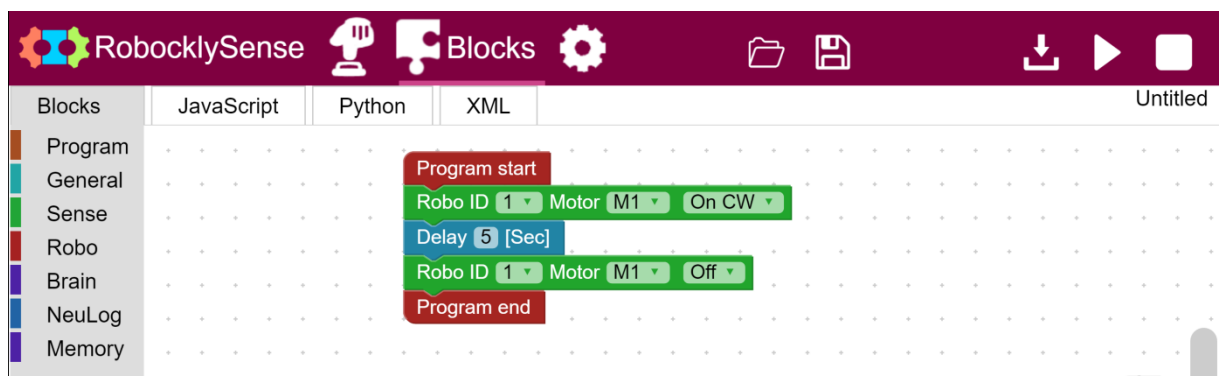 RobocklySense Blocks
Blocks JavaScript Python XML Untitled
Program
General
Sense
Robo
Brain
NeuLog
Memory
Program start
Robo ID 1 Motor M1 On CW
Delay 5 [Sec]
Robo ID 1 Motor M1 Off
Program end